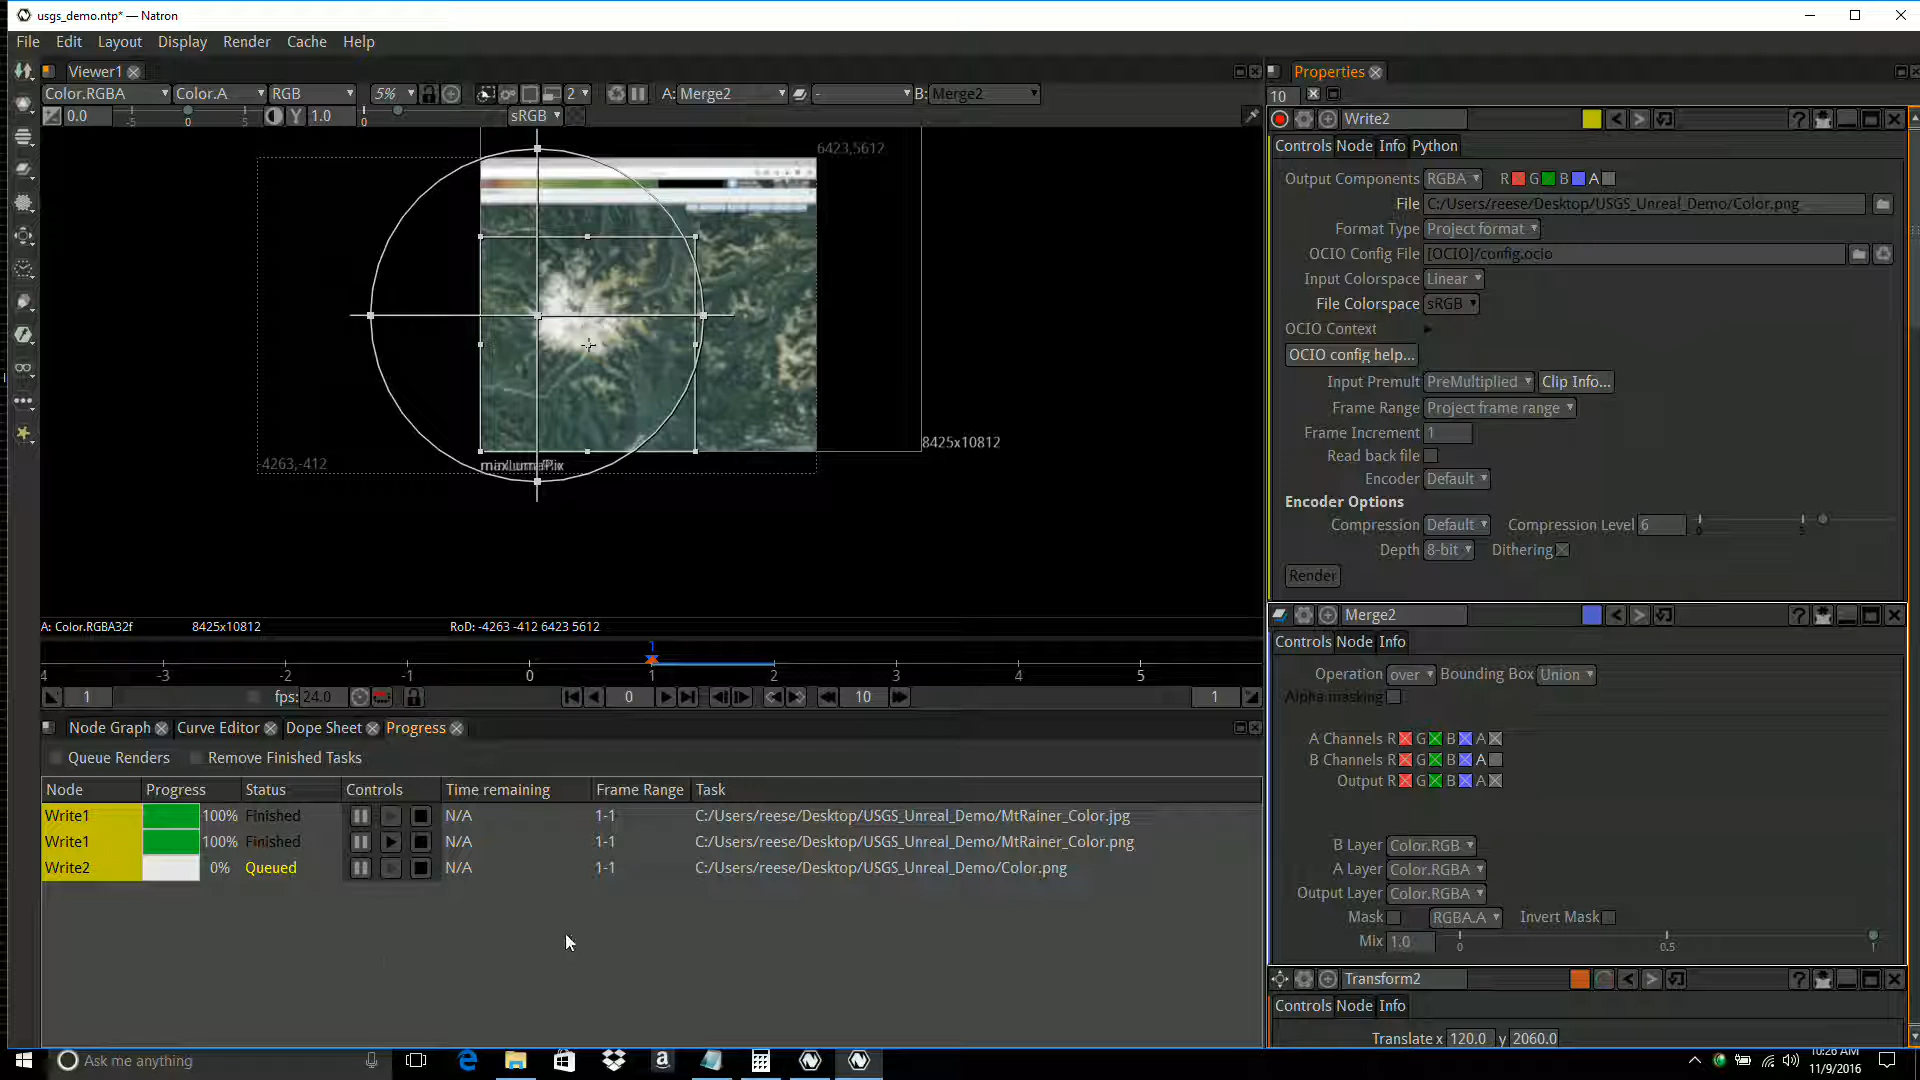 usgs_demo.ntp* — Natron
File Edit Layout Display Render Cache Help
Viewer1
Color.RGBA Color.A RGB 5% 2 A: Merge2 - B: Merge2
0.0 -5 0 5 Y 1.0 0 sRGB
6423,5612
8425x10812
-4263,-412
A: Color.RGBA32f 8425x10812 RoD: -4263 -412 6423 5612
1
4 -3 -2 -1 0 1 2 3 4 5
1 fps: 24.0 0 10 1
Node Graph Curve Editor Dope Sheet Progress
Queue Renders Remove Finished Tasks
Node Progress Status Controls Time remaining Frame Range Task
Write1 100% Finished N/A 1-1 C:/Users/reese/Desktop/USGS_Unreal_Demo/MtRainer_Color.jpg
Write1 100% Finished N/A 1-1 C:/Users/reese/Desktop/USGS_Unreal_Demo/MtRainer_Color.png
Write2 0% Queued N/A 1-1 C:/Users/reese/Desktop/USGS_Unreal_Demo/Color.png
Properties
10
Write2 ?
Controls Node Info Python
Output Components RGBA R G B A
File C:/Users/reese/Desktop/USGS_Unreal_Demo/Color.png
Format Type Project format
OCIO Config File [OCIO]/config.ocio
Input Colorspace Linear
File Colorspace sRGB
OCIO Context
OCIO config help...
Input Premult PreMultiplied Clip Info...
Frame Range Project frame range
Frame Increment 1
Read back file
Encoder Default
Encoder Options
Compression Default Compression Level 6 0 5
Depth 8-bit Dithering
Render
Merge2 ?
Controls Node Info
Operation over Bounding Box Union
Alpha masking
A Channels R G B A
B Channels R G B A
Output R G B A
B Layer Color.RGB
A Layer Color.RGBA
Output Layer Color.RGBA
Mask RGBA.A Invert Mask
Mix 1.0 0 0.5 1
Transform2 ?
Controls Node Info
Translate x 120.0 y 2060.0
Ask me anything
10:26 AM
11/9/2016